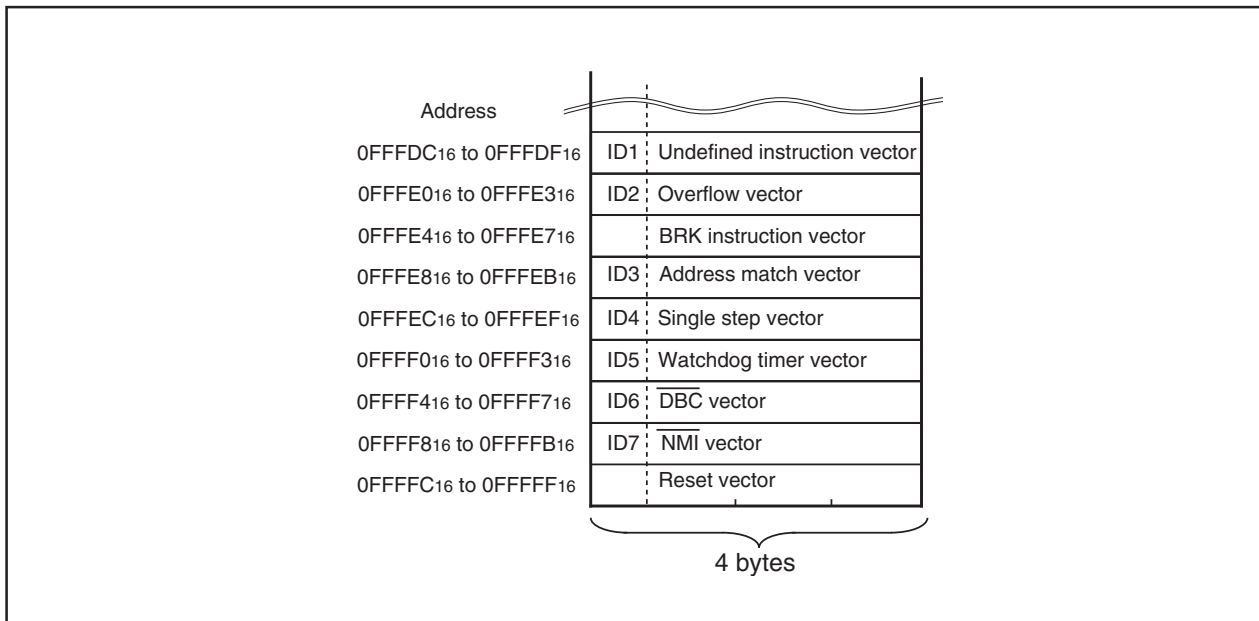 Address
0FFFDC16 to 0FFFDF16 ID1 Undefined instruction vector
0FFFE016 to 0FFFE316 ID2 Overflow vector
0FFFE416 to 0FFFE716 BRK instruction vector
0FFFE816 to 0FFFEB16 ID3 Address match vector
0FFFEC16 to 0FFFEF16 ID4 Single step vector
0FFFF016 to 0FFFF316 ID5 Watchdog timer vector
0FFFF416 to 0FFFF716 ID6 D̅B̅C̅ vector
0FFFF816 to 0FFFFB16 ID7 N̅M̅I̅ vector
0FFFFC16 to 0FFFFF16 Reset vector
4 bytes